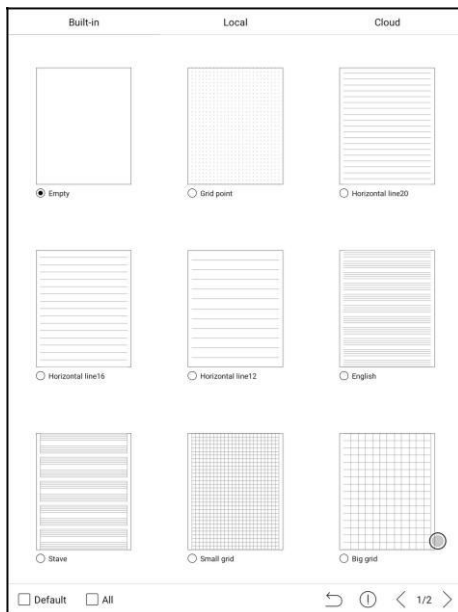 Built-in Local Cloud
Empty Grid point Horizontal line20
Horizontal line16 Horizontal line12 English
Stave Small grid Big grid
Default All 1/2